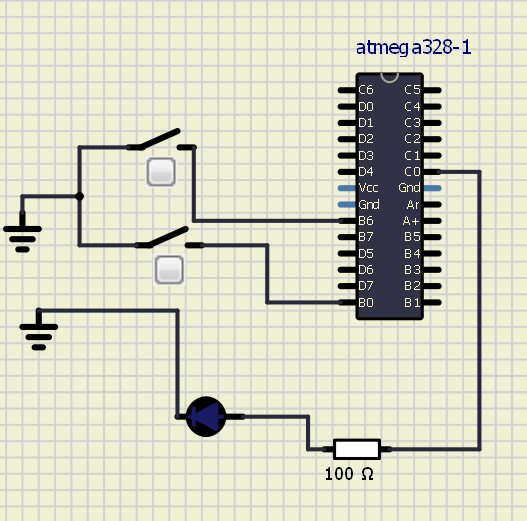 atmega328-1
C6 C5
D0 C4
D1 C3
D2 C2
D3 C1
D4 C0
Vcc Gnd
Gnd Ar
B6 A+
B7 B5
D5 B4
D6 B3
D7 B2
B0 B1
100 Ω